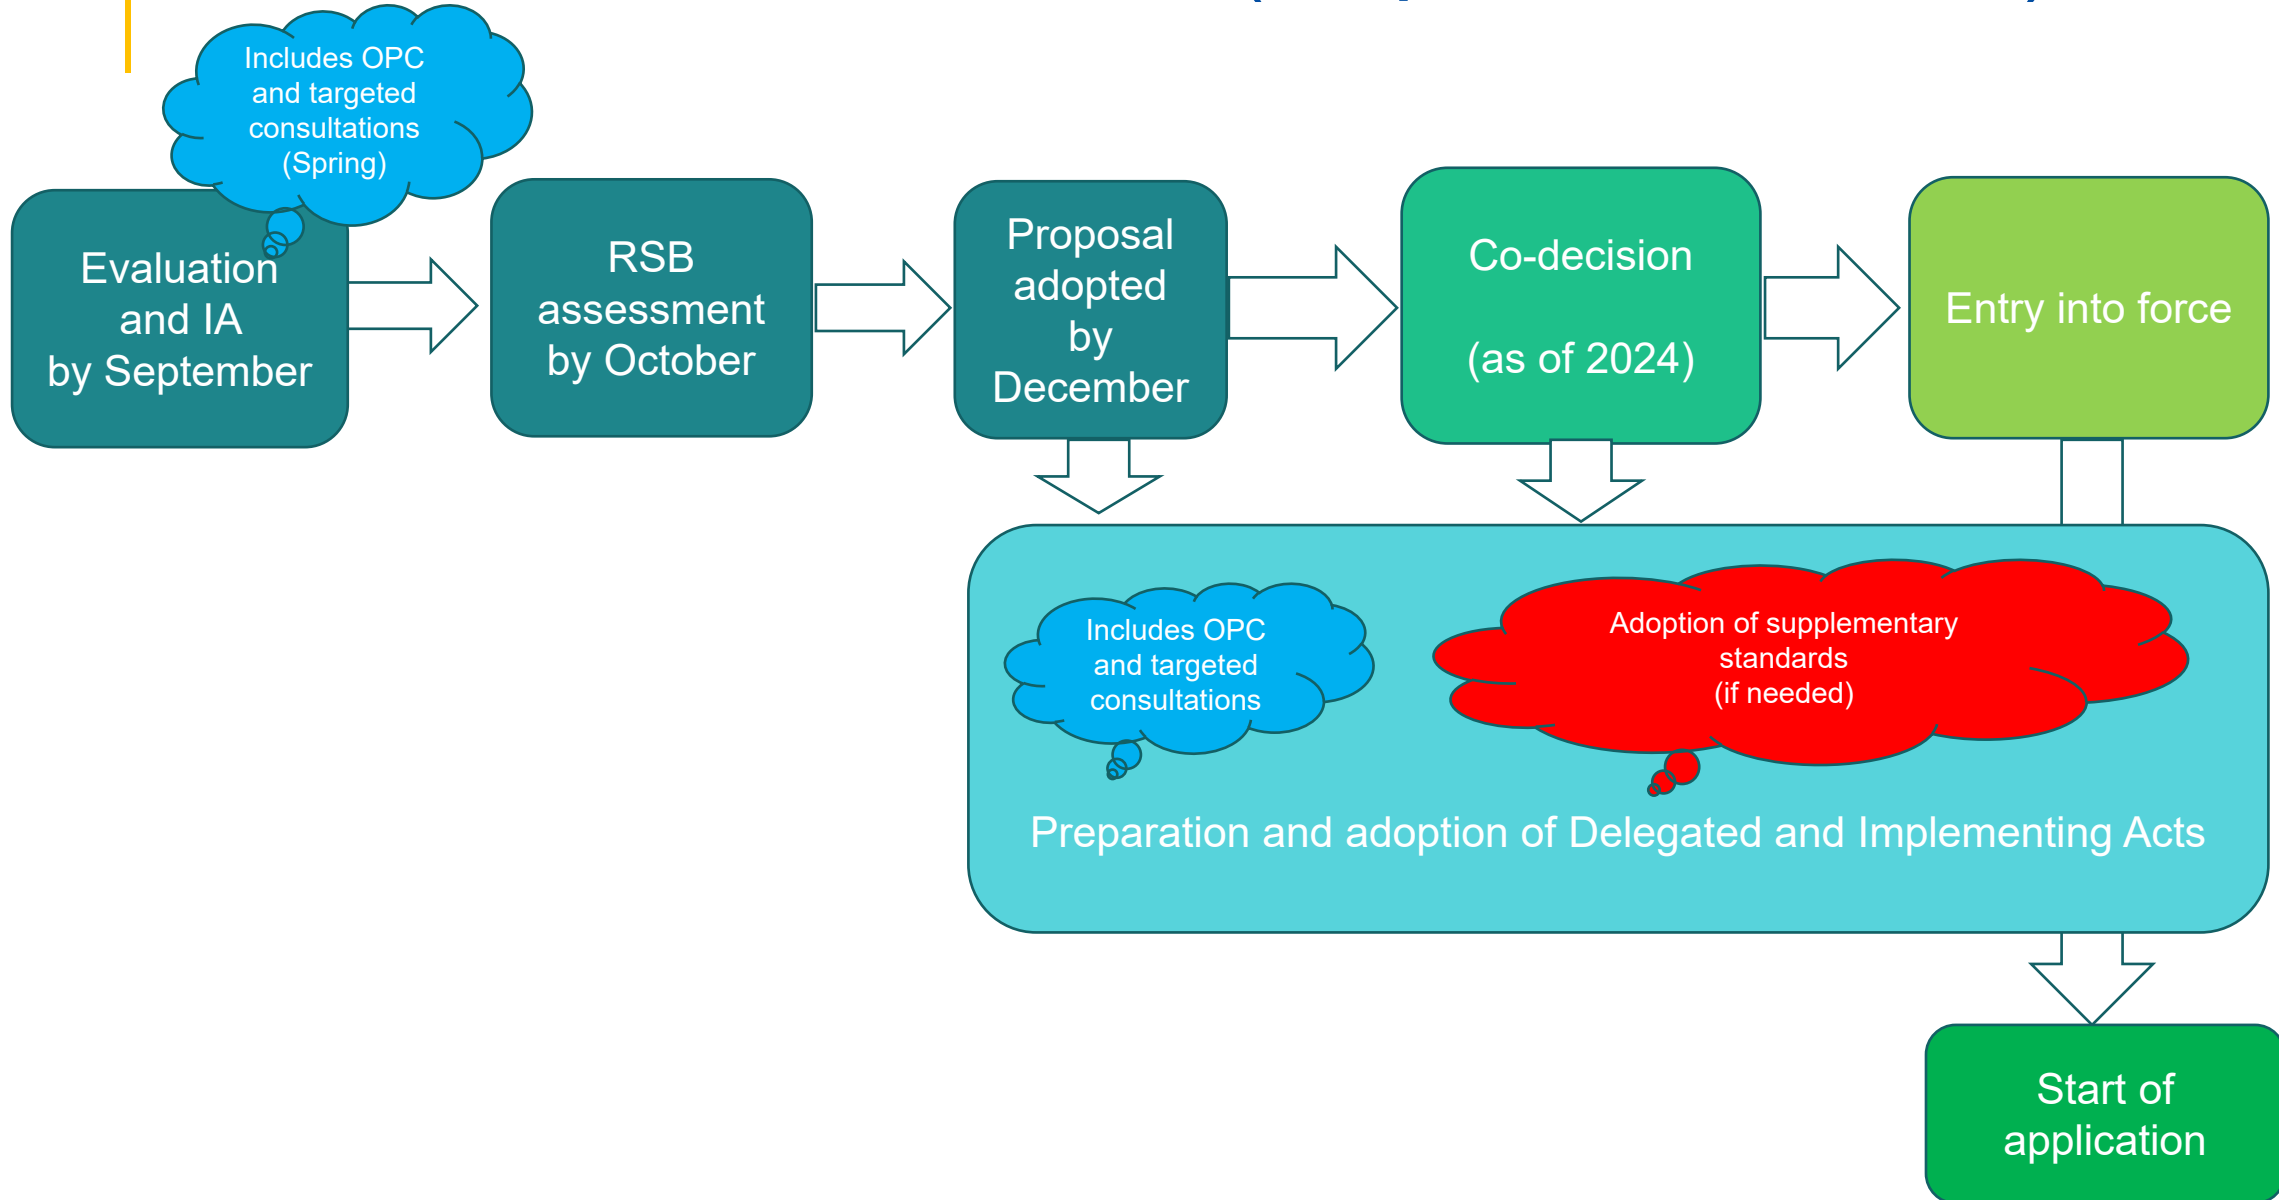 Includes OPC
and targeted
consultations
(Spring)
Evaluation
and IA
by September
RSB
assessment
by October
Proposal
adopted
by
December
Co-decision
(as of 2024)
Entry into force
Includes OPC
and targeted
consultations
Adoption of supplementary
standards
(if needed)
Preparation and adoption of Delegated and Implementing Acts
Start of
application